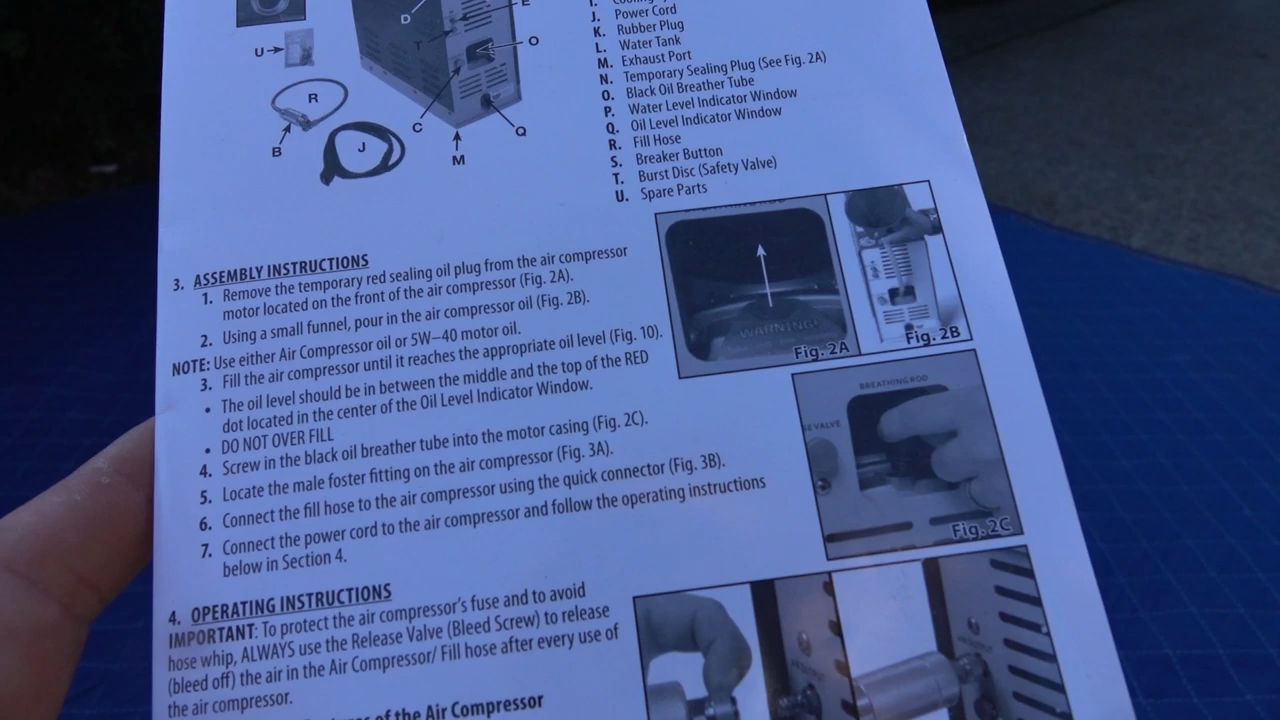 D
E
T
U
O
R
C
Q
B
J
M
J. Power Cord
K. Rubber Plug
L. Water Tank
M. Exhaust Port
N. Temporary Sealing Plug (See Fig. 2A)
O. Black Oil Breather Tube
P. Water Level Indicator Window
Q. Oil Level Indicator Window
R. Fill Hose
S. Breaker Button
T. Burst Disc (Safety Valve)
U. Spare Parts
3. ASSEMBLY INSTRUCTIONS
1. Remove the temporary red sealing oil plug from the air compressor
motor located on the front of the air compressor (Fig. 2A).
2. Using a small funnel, pour in the air compressor oil (Fig. 2B).
NOTE: Use either Air Compressor oil or 5W–40 motor oil.
3. Fill the air compressor until it reaches the appropriate oil level (Fig. 10).
• The oil level should be in between the middle and the top of the RED
dot located in the center of the Oil Level Indicator Window.
• DO NOT OVER FILL
4. Screw in the black oil breather tube into the motor casing (Fig. 2C).
5. Locate the male foster fitting on the air compressor (Fig. 3A).
6. Connect the fill hose to the air compressor using the quick connector (Fig. 3B).
7. Connect the power cord to the air compressor and follow the operating instructions
below in Section 4.
WARNING!
Fig. 2A
Fig. 2B
BREATHING ROD
SE VALVE
Fig. 2C
4. OPERATING INSTRUCTIONS
IMPORTANT: To protect the air compressor's fuse and to avoid
hose whip, ALWAYS use the Release Valve (Bleed Screw) to release
(bleed off) the air in the Air Compressor/ Fill hose after every use of
the air compressor.
of the Air Compressor